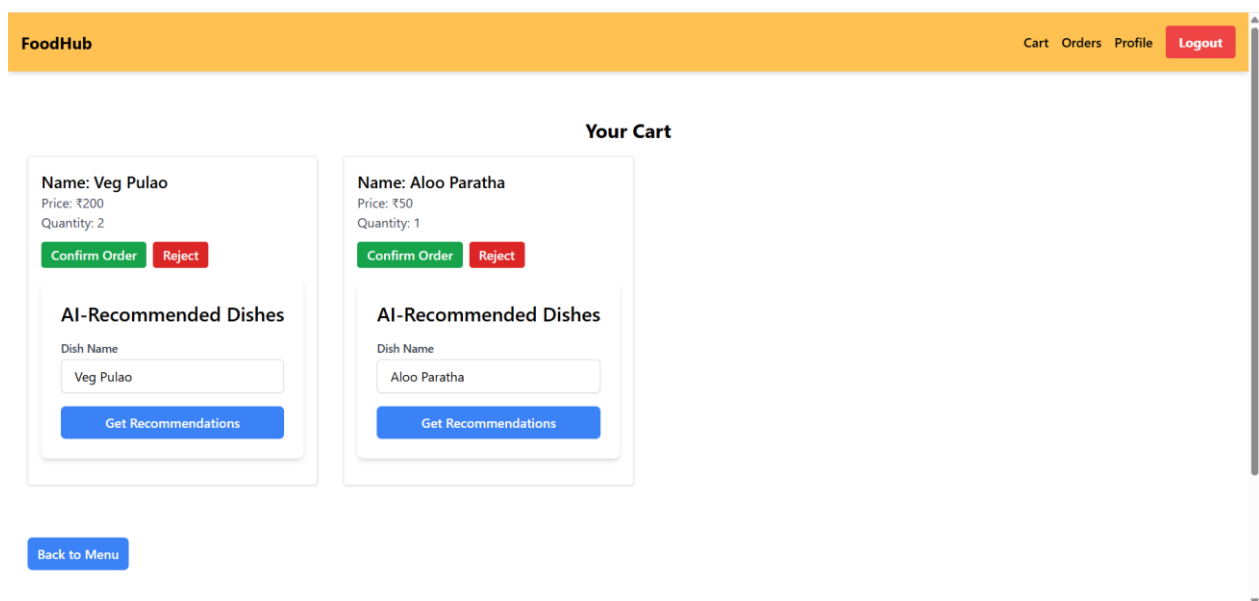 FoodHub
Cart Orders Profile Logout
Your Cart
Name: Veg Pulao
Price: ₹200
Quantity: 2
Confirm Order Reject
AI-Recommended Dishes
Dish Name
Veg Pulao
Get Recommendations
Name: Aloo Paratha
Price: ₹50
Quantity: 1
Confirm Order Reject
AI-Recommended Dishes
Dish Name
Aloo Paratha
Get Recommendations
Back to Menu